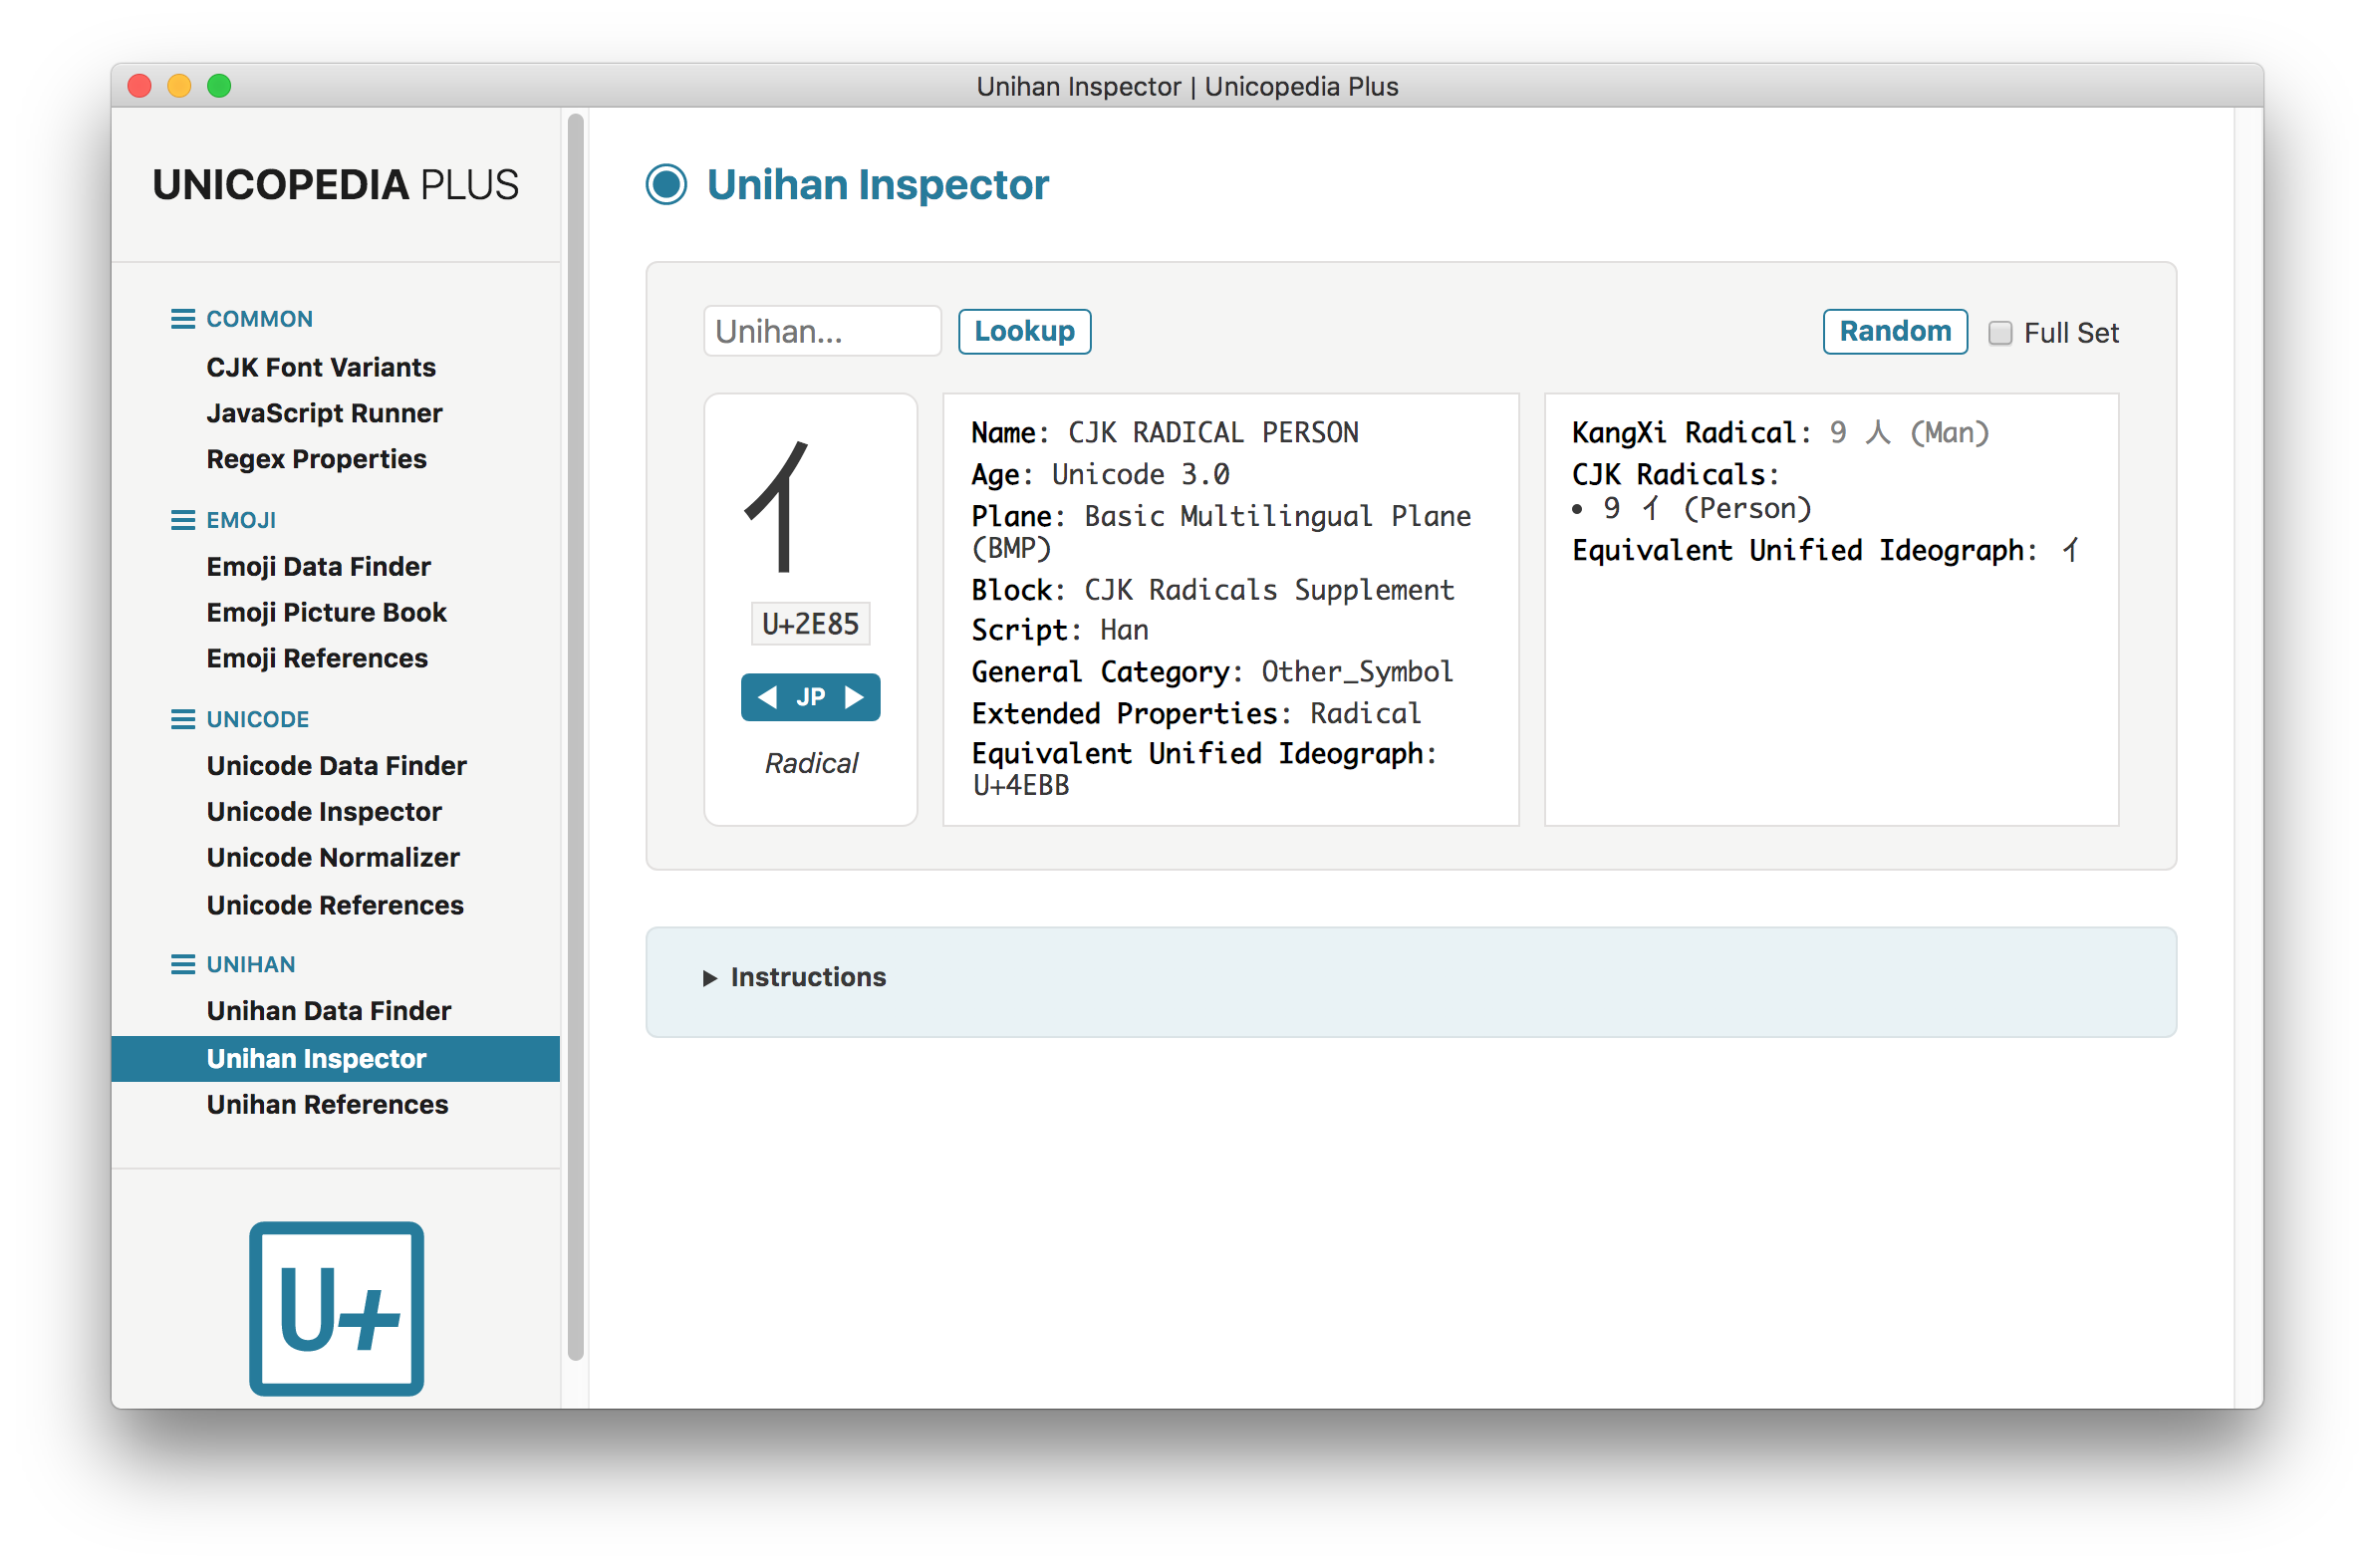 Unihan Inspector | Unicopedia Plus
UNICOPEDIA PLUS
COMMON
CJK Font Variants
JavaScript Runner
Regex Properties
EMOJI
Emoji Data Finder
Emoji Picture Book
Emoji References
UNICODE
Unicode Data Finder
Unicode Inspector
Unicode Normalizer
Unicode References
UNIHAN
Unihan Data Finder
Unihan Inspector
Unihan References
U+
Unihan Inspector
Unihan...
Lookup
Random
Full Set
⺅
U+2E85
◀ JP ▶
Radical
Name: CJK RADICAL PERSON
Age: Unicode 3.0
Plane: Basic Multilingual Plane
(BMP)
Block: CJK Radicals Supplement
Script: Han
General Category: Other_Symbol
Extended Properties: Radical
Equivalent Unified Ideograph:
U+4EBB
KangXi Radical: 9 ⼈ (Man)
CJK Radicals:
• 9 ⺅ (Person)
Equivalent Unified Ideograph: 亻
▶ Instructions